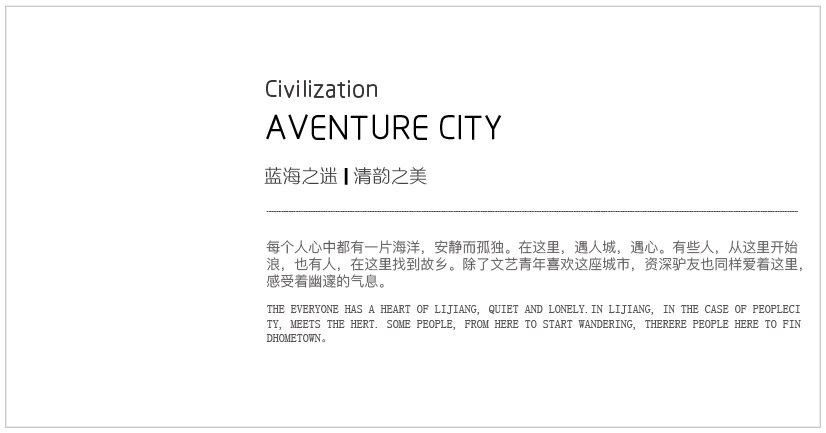 Civilization
AVENTURE CITY
蓝海之迷 | 清韵之美
每个人心中都有一片海洋，安静而孤独。在这里，遇人城，遇心。有些人，从这里开始
浪，也有人，在这里找到故乡。除了文艺青年喜欢这座城市，资深驴友也同样爱着这里，
感受着幽邃的气息。
THE EVERYONE HAS A HEART OF LIJIANG, QUIET AND LONELY.IN LIJIANG, IN THE CASE OF PEOPLECI
TY, MEETS THE HERT. SOME PEOPLE, FROM HERE TO START WANDERING, THERERE PEOPLE HERE TO FIN
DHOMETOWN。